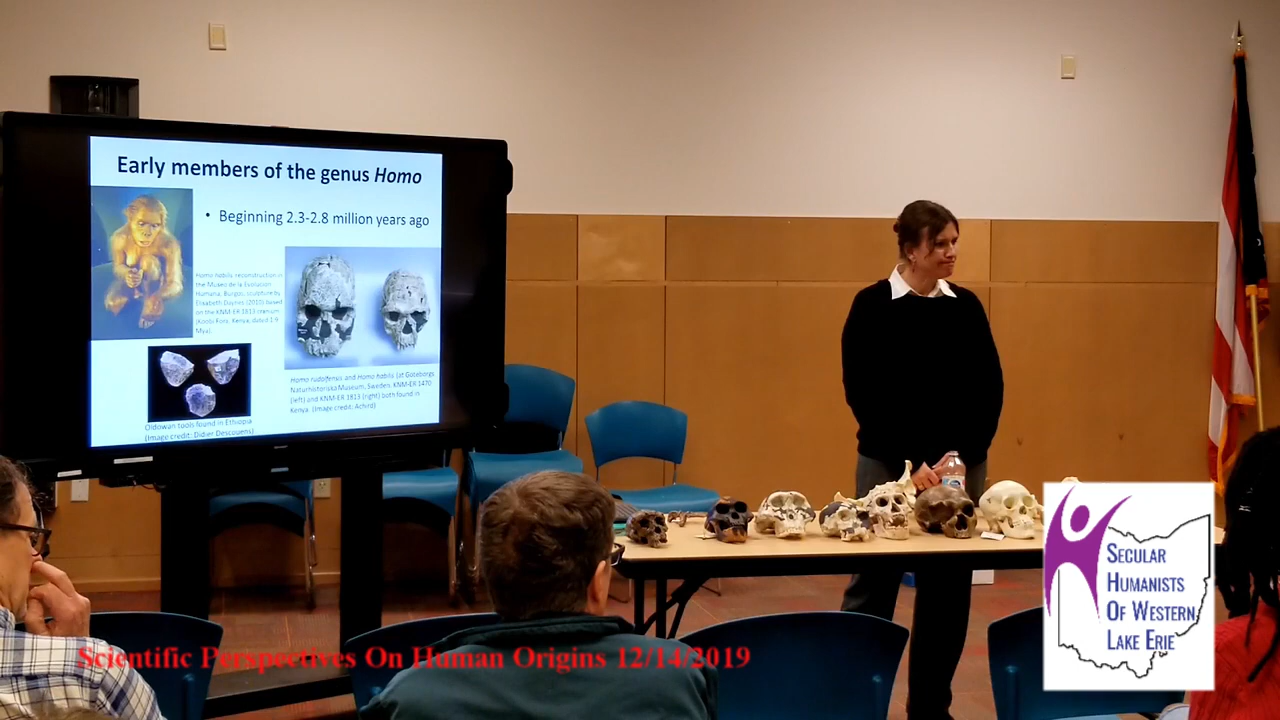 Early members of the genus Homo
• Beginning 2.3-2.8 million years ago
Homo habilis reconstruction in
the Museo de la Evolución
Humana, Burgos, sculpture by
Elisabeth Daynes (2010) based
on the KNM-ER 1813 cranium
(Koobi Fora, Kenya, dated 1.9
Mya).
Homo rudolfensis and Homo habilis (at Göteborgs
Naturhistoriska Museum, Sweden. KNM-ER 1470
(left) and KNM-ER 1813 (right) both found in
Kenya. (Image credit: Achird)
Oldowan tools found in Ethiopia
(Image credit: Didier Descouens)
Secular
Humanists
Of Western
Lake Erie
Scientific Perspectives On Human Origins 12/14/2019